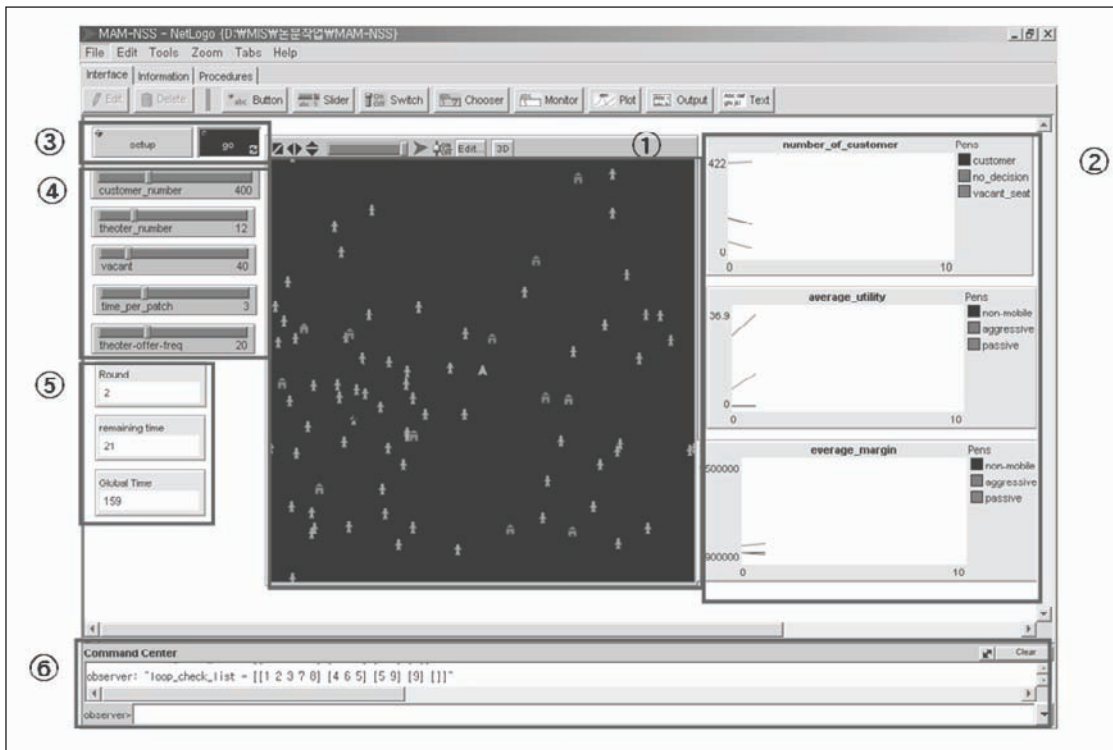 MAM-NSS - NetLogo {D:₩MIS₩논문작업₩MAM-NSS}
File Edit Tools Zoom Tabs Help
Interface Information Procedures
Edit Delete Button Slider Switch Chooser Monitor Plot Output Text
③
setup go
Edit... 3D
①
②
④
customer_number 400
theoter_number 12
vacant 40
time_per_patch 3
theoter-offer-freq 20
⑤
Round
2
remaining time
21
Global Time
159
number_of_customer
Pens
422
customer
no_decision
vacant_seat
0
0 10
average_utility
Pens
36.9
non-mobile
aggressive
passive
0
0 10
everage_margin
Pens
500000
non-mobile
aggressive
passive
900000
0 10
⑥
Command Center Clear
observer: "loop_check_list = [[1 2 3 7 8] [4 6 5] [5 9] [9] []]"
observer>